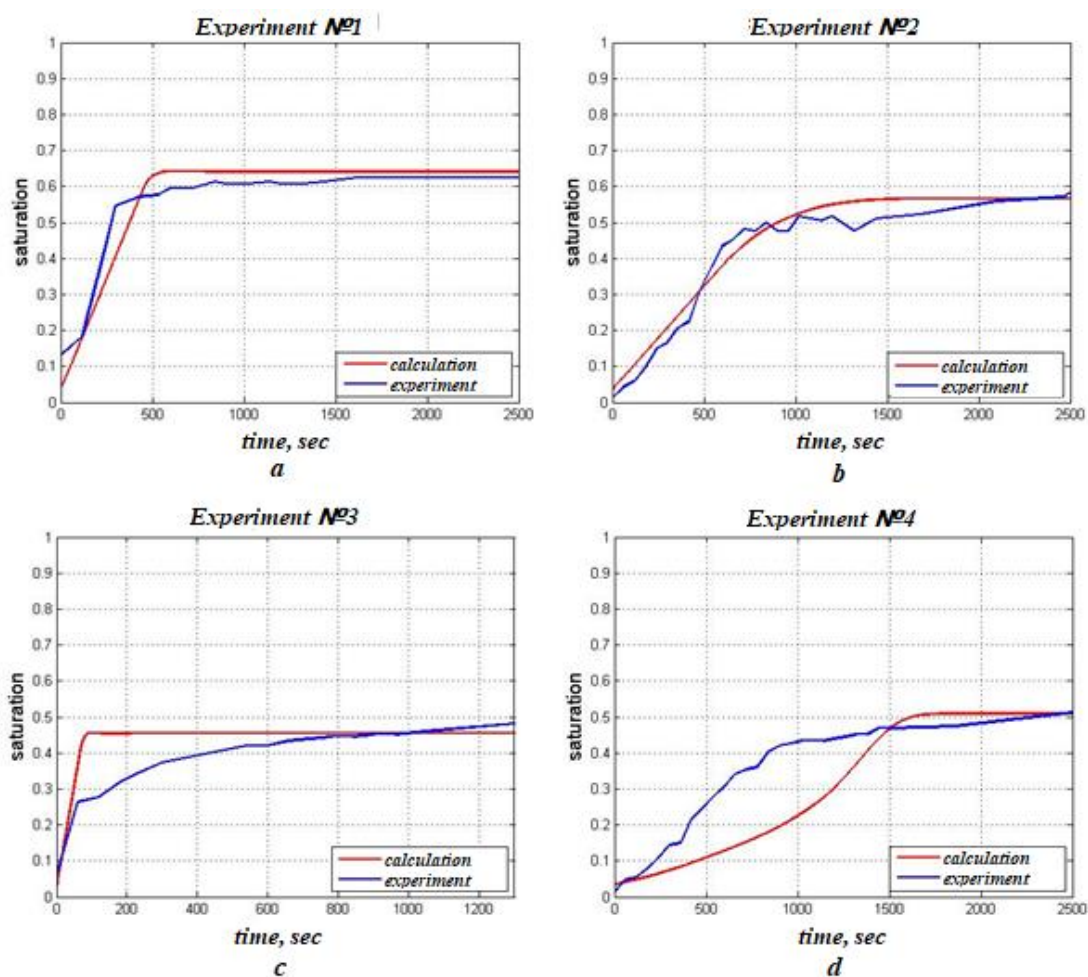 Experiment №1
1
0.9
0.8
0.7
0.6
0.5
0.4
0.3
0.2
0.1
0
saturation
calculation
experiment
0 500 1000 1500 2000 2500
time, sec
a
Experiment №2
1
0.9
0.8
0.7
0.6
0.5
0.4
0.3
0.2
0.1
0
saturation
calculation
experiment
0 500 1000 1500 2000 2500
time, sec
b
Experiment №3
1
0.9
0.8
0.7
0.6
0.5
0.4
0.3
0.2
0.1
0
saturation
calculation
experiment
0 200 400 600 800 1000 1200
time, sec
c
Experiment №4
1
0.9
0.8
0.7
0.6
0.5
0.4
0.3
0.2
0.1
0
saturation
calculation
experiment
0 500 1000 1500 2000 2500
time, sec
d